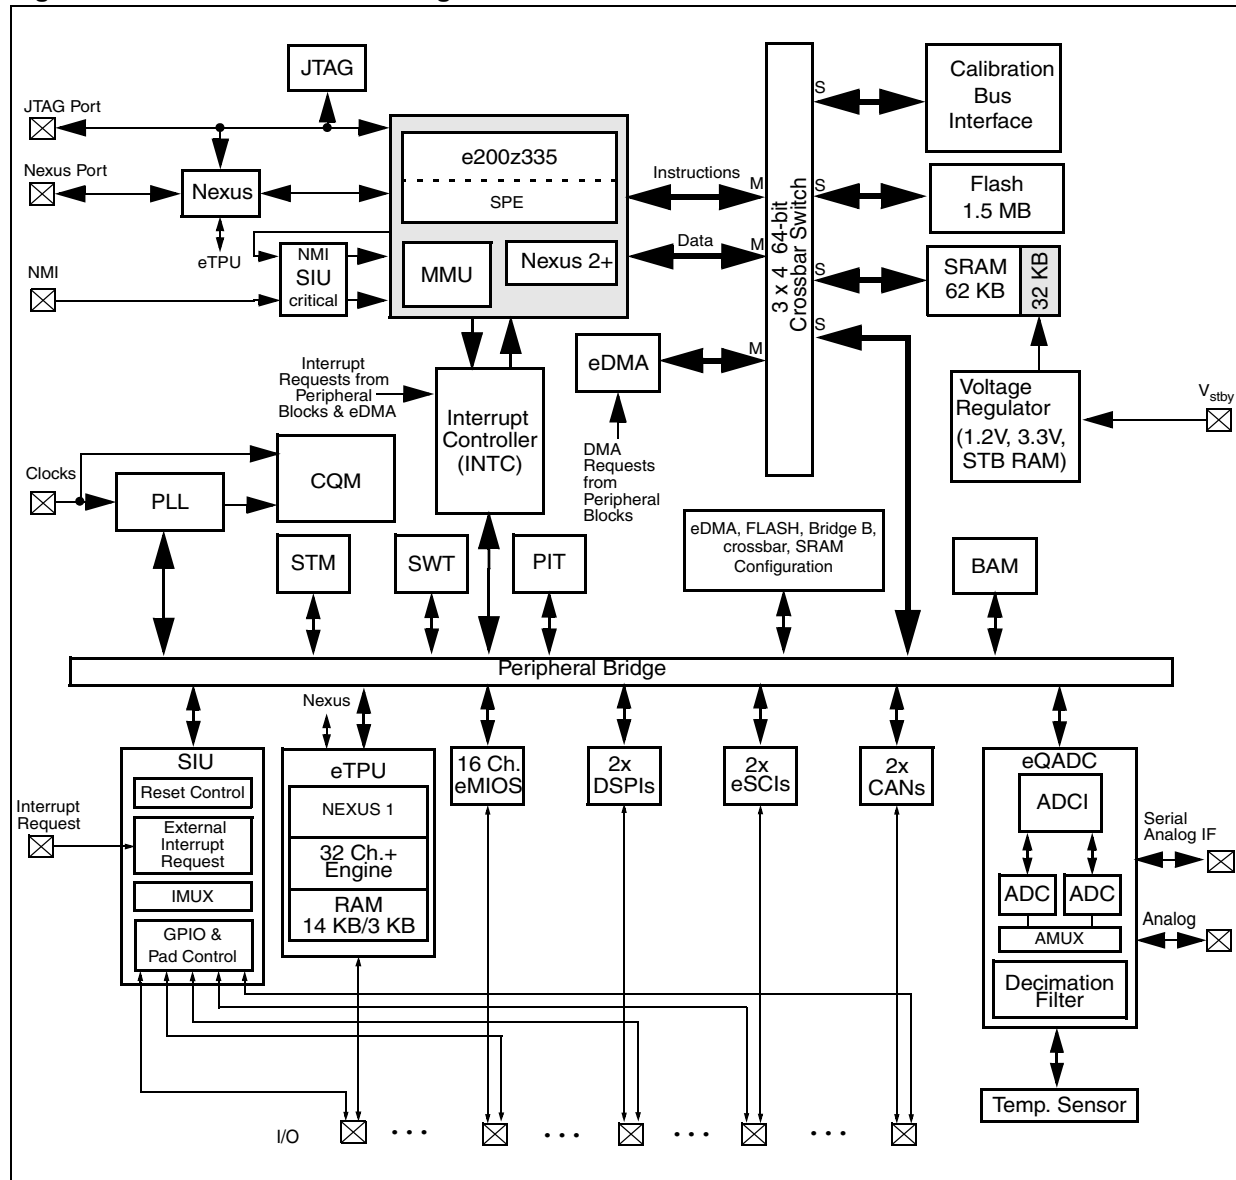 JTAG
JTAG Port
Nexus Port
Nexus
eTPU
NMI
NMI
SIU
critical
e200z335
SPE
MMU
Nexus 2+
Instructions
M
Data
M
3 x 4 64-bit
Crossbar Switch
S
Calibration
Bus
Interface
S
Flash
1.5 MB
S
SRAM
62 KB
32 KB
S
eDMA
M
DMA
Requests
from
Peripheral
Blocks
Voltage
Regulator
(1.2V, 3.3V,
STB RAM)
Vstby
Interrupt
Requests from
Peripheral
Blocks & eDMA
Interrupt
Controller
(INTC)
Clocks
PLL
CQM
STM
SWT
PIT
eDMA, FLASH, Bridge B,
crossbar, SRAM
Configuration
BAM
Peripheral Bridge
SIU
Reset Control
External
Interrupt
Request
IMUX
GPIO &
Pad Control
Interrupt
Request
Nexus
eTPU
NEXUS 1
32 Ch.+
Engine
RAM
14 KB/3 KB
16 Ch.
eMIOS
2x
DSPIs
2x
eSCIs
2x
CANs
eQADC
ADCI
ADC
ADC
AMUX
Decimation
Filter
Serial
Analog IF
Analog
Temp. Sensor
I/O
• • •
• • •
• • •
• • •